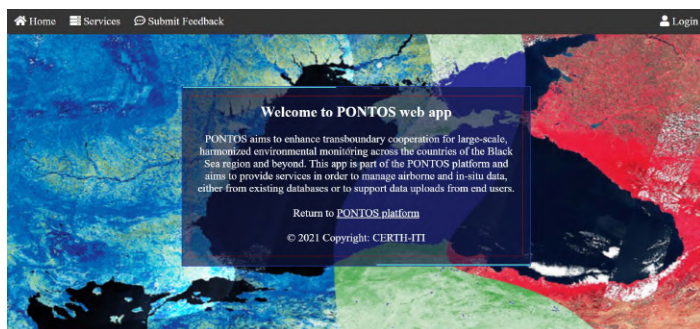 Home Services Submit Feedback Login
Welcome to PONTOS web app
PONTOS aims to enhance transboundary cooperation for large-scale,
harmonized environmental monitoring across the countries of the Black
Sea region and beyond. This app is part of the PONTOS platform and
aims to provide services in order to manage airborne and in-situ data,
either from existing databases or to support data uploads from end users.
Return to PONTOS platform
© 2021 Copyright: CERTH-ITI